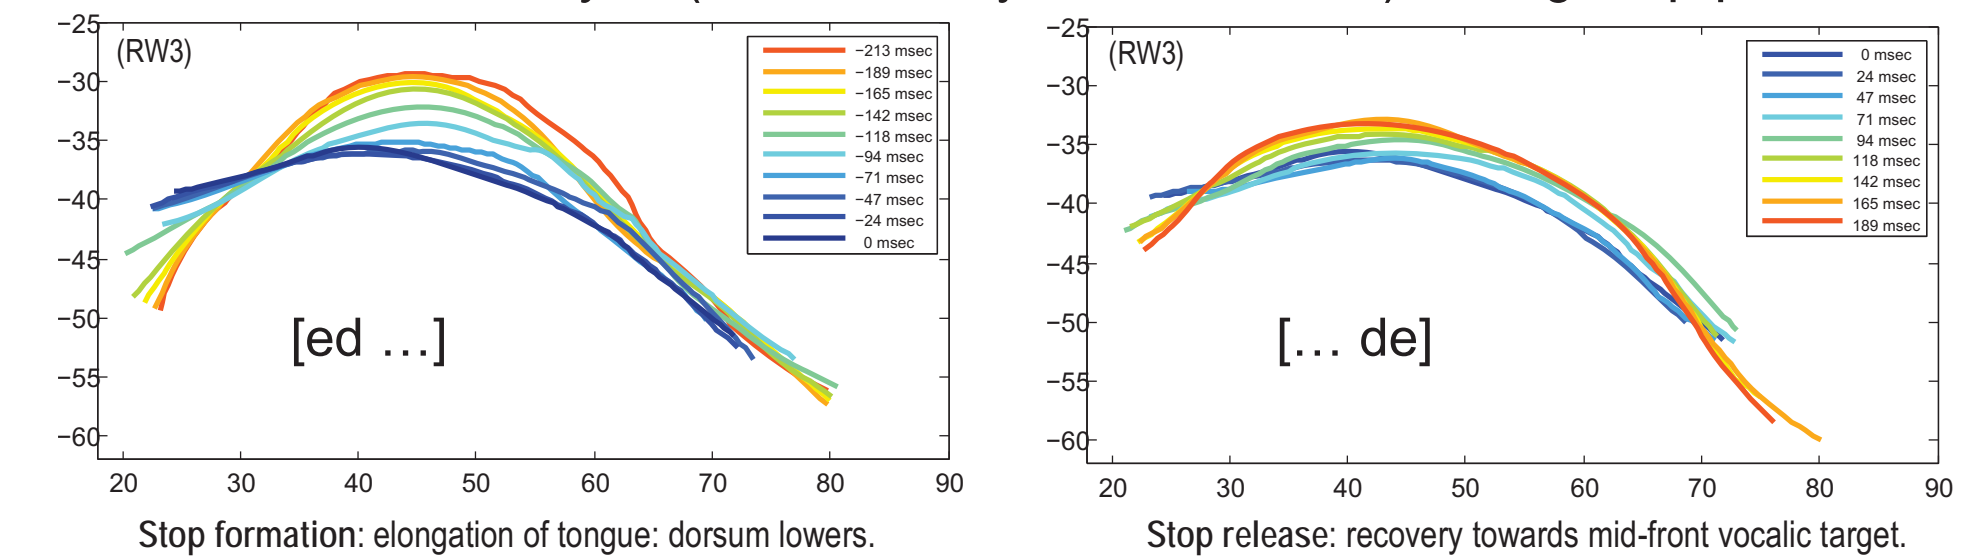 −25
−30
−35
−40
−45
−50
−55
−60
(RW3)
−213 msec
−189 msec
−165 msec
−142 msec
−118 msec
−94 msec
−71 msec
−47 msec
−24 msec
0 msec
[ed …]
20 30 40 50 60 70 80 90
Stop formation: elongation of tongue: dorsum lowers.
−25
−30
−35
−40
−45
−50
−55
−60
(RW3)
0 msec
24 msec
47 msec
71 msec
94 msec
118 msec
142 msec
165 msec
189 msec
[… de]
20 30 40 50 60 70 80 90
Stop release: recovery towards mid-front vocalic target.